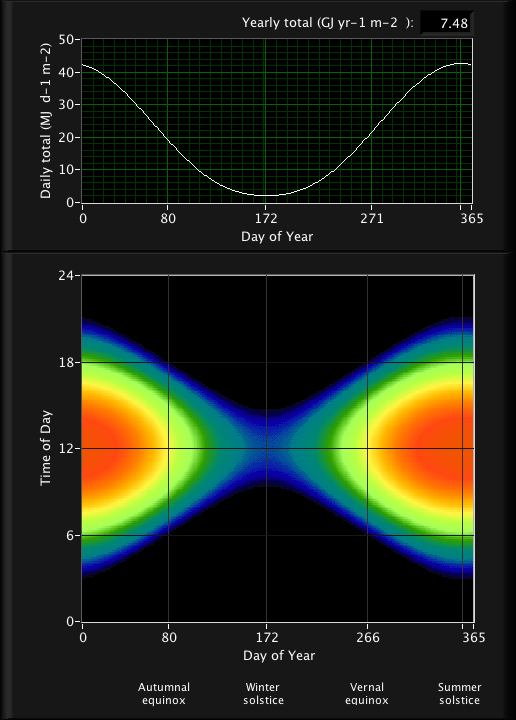 Yearly total (GJ yr-1 m-2 ): 7.48
Daily total (MJ d-1 m-2)
50
40
30
20
10
0
0 80 172 271 365
Day of Year
Time of Day
24
18
12
6
0
0 80 172 266 365
Day of Year
Autumnal equinox
Winter solstice
Vernal equinox
Summer solstice